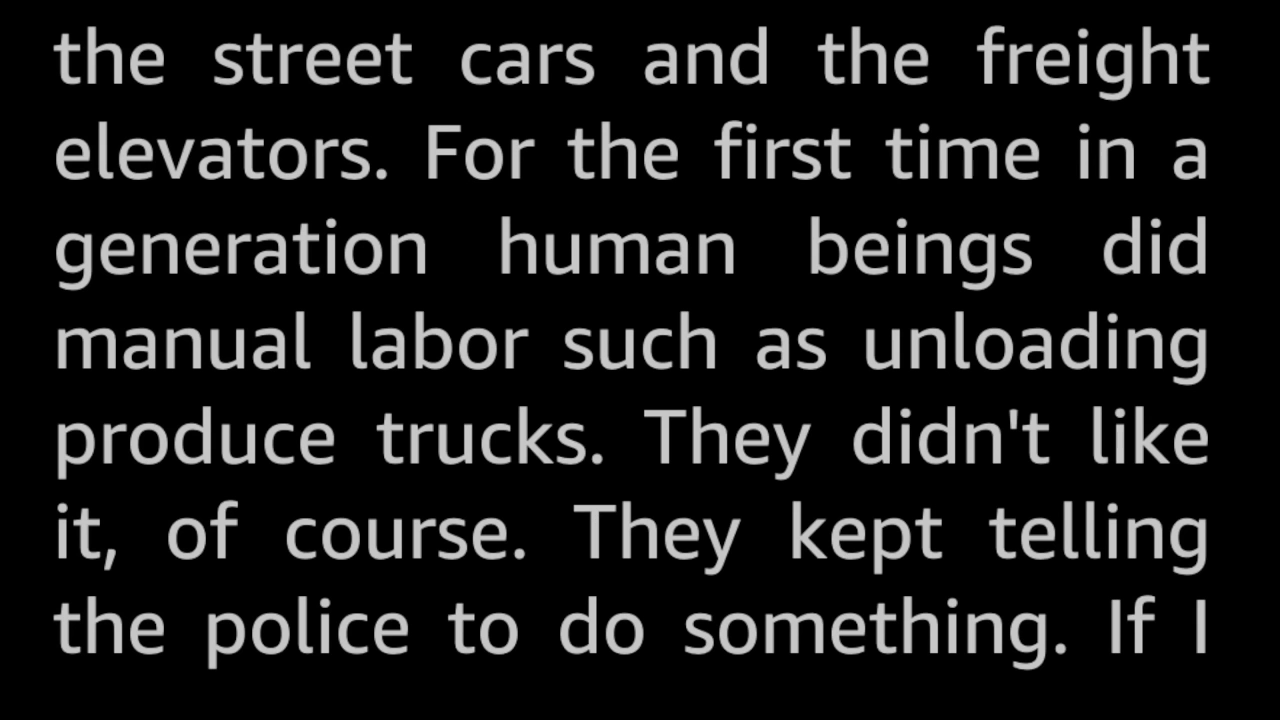 the street cars and the freight
elevators. For the first time in a
generation human beings did
manual labor such as unloading
produce trucks. They didn't like
it, of course. They kept telling
the police to do something. If I